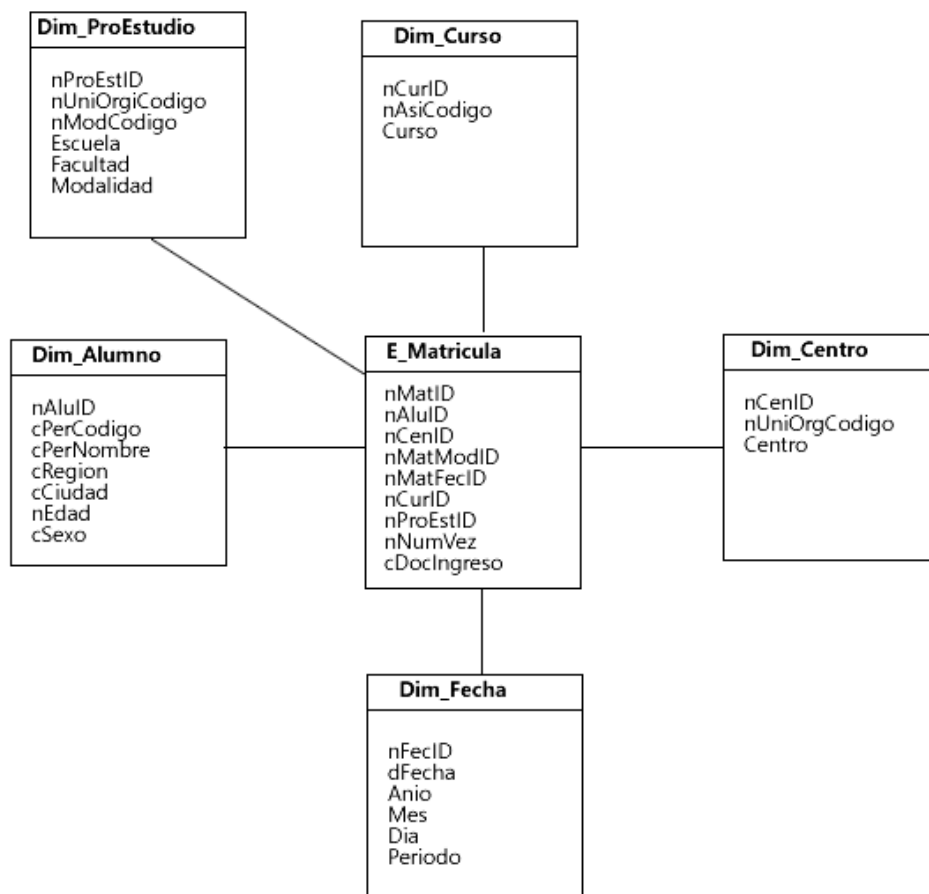 Dim_ProEstudio
nProEstID
nUniOrgiCodigo
nModCodigo
Escuela
Facultad
Modalidad
Dim_Curso
nCurID
nAsiCodigo
Curso
Dim_Alumno
nAluID
cPerCodigo
cPerNombre
cRegion
cCiudad
nEdad
cSexo
E_Matricula
nMatID
nAluID
nCenID
nMatModID
nMatFecID
nCurID
nProEstID
nNumVez
cDocIngreso
Dim_Centro
nCenID
nUniOrgCodigo
Centro
Dim_Fecha
nFecID
dFecha
Anio
Mes
Dia
Periodo